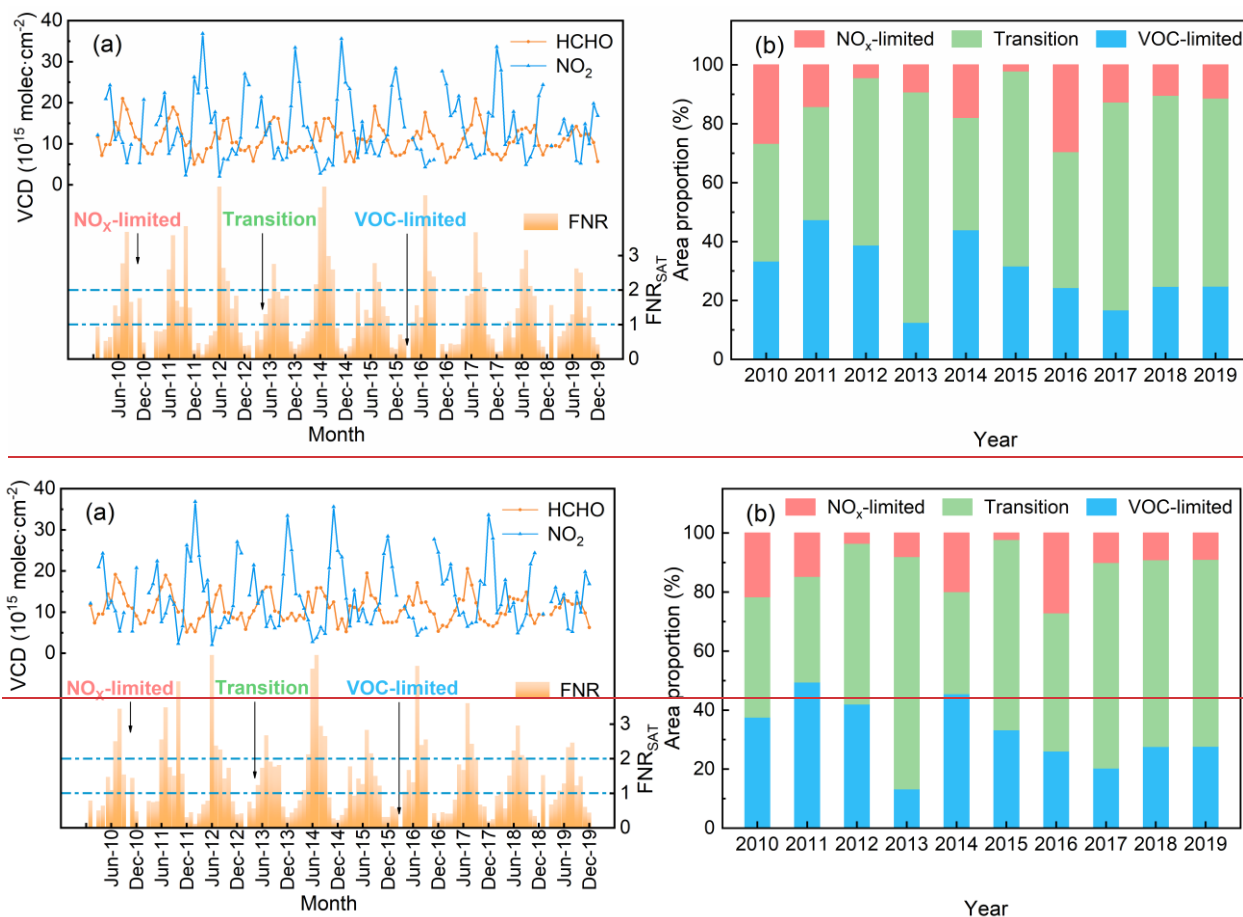 (a)
HCHO
NO₂
VCD (10¹⁵ molec·cm⁻²)
40
30
20
10
0
NOₓ-limited
Transition
VOC-limited
FNR
3
2
1
0
FNR_SAT
Jun-10
Dec-10
Jun-11
Dec-11
Jun-12
Dec-12
Jun-13
Dec-13
Jun-14
Dec-14
Jun-15
Dec-15
Jun-16
Dec-16
Jun-17
Dec-17
Jun-18
Dec-18
Jun-19
Dec-19
Month
(b)
NOₓ-limited Transition VOC-limited
Area proportion (%)
100
80
60
40
20
0
2010 2011 2012 2013 2014 2015 2016 2017 2018 2019
Year
(a)
HCHO
NO₂
VCD (10¹⁵ molec·cm⁻²)
40
30
20
10
0
NOₓ-limited
Transition
VOC-limited
FNR
3
2
1
0
FNR_SAT
Jun-10
Dec-10
Jun-11
Dec-11
Jun-12
Dec-12
Jun-13
Dec-13
Jun-14
Dec-14
Jun-15
Dec-15
Jun-16
Dec-16
Jun-17
Dec-17
Jun-18
Dec-18
Jun-19
Dec-19
Month
(b)
NOₓ-limited Transition VOC-limited
Area proportion (%)
100
80
60
40
20
0
2010 2011 2012 2013 2014 2015 2016 2017 2018 2019
Year